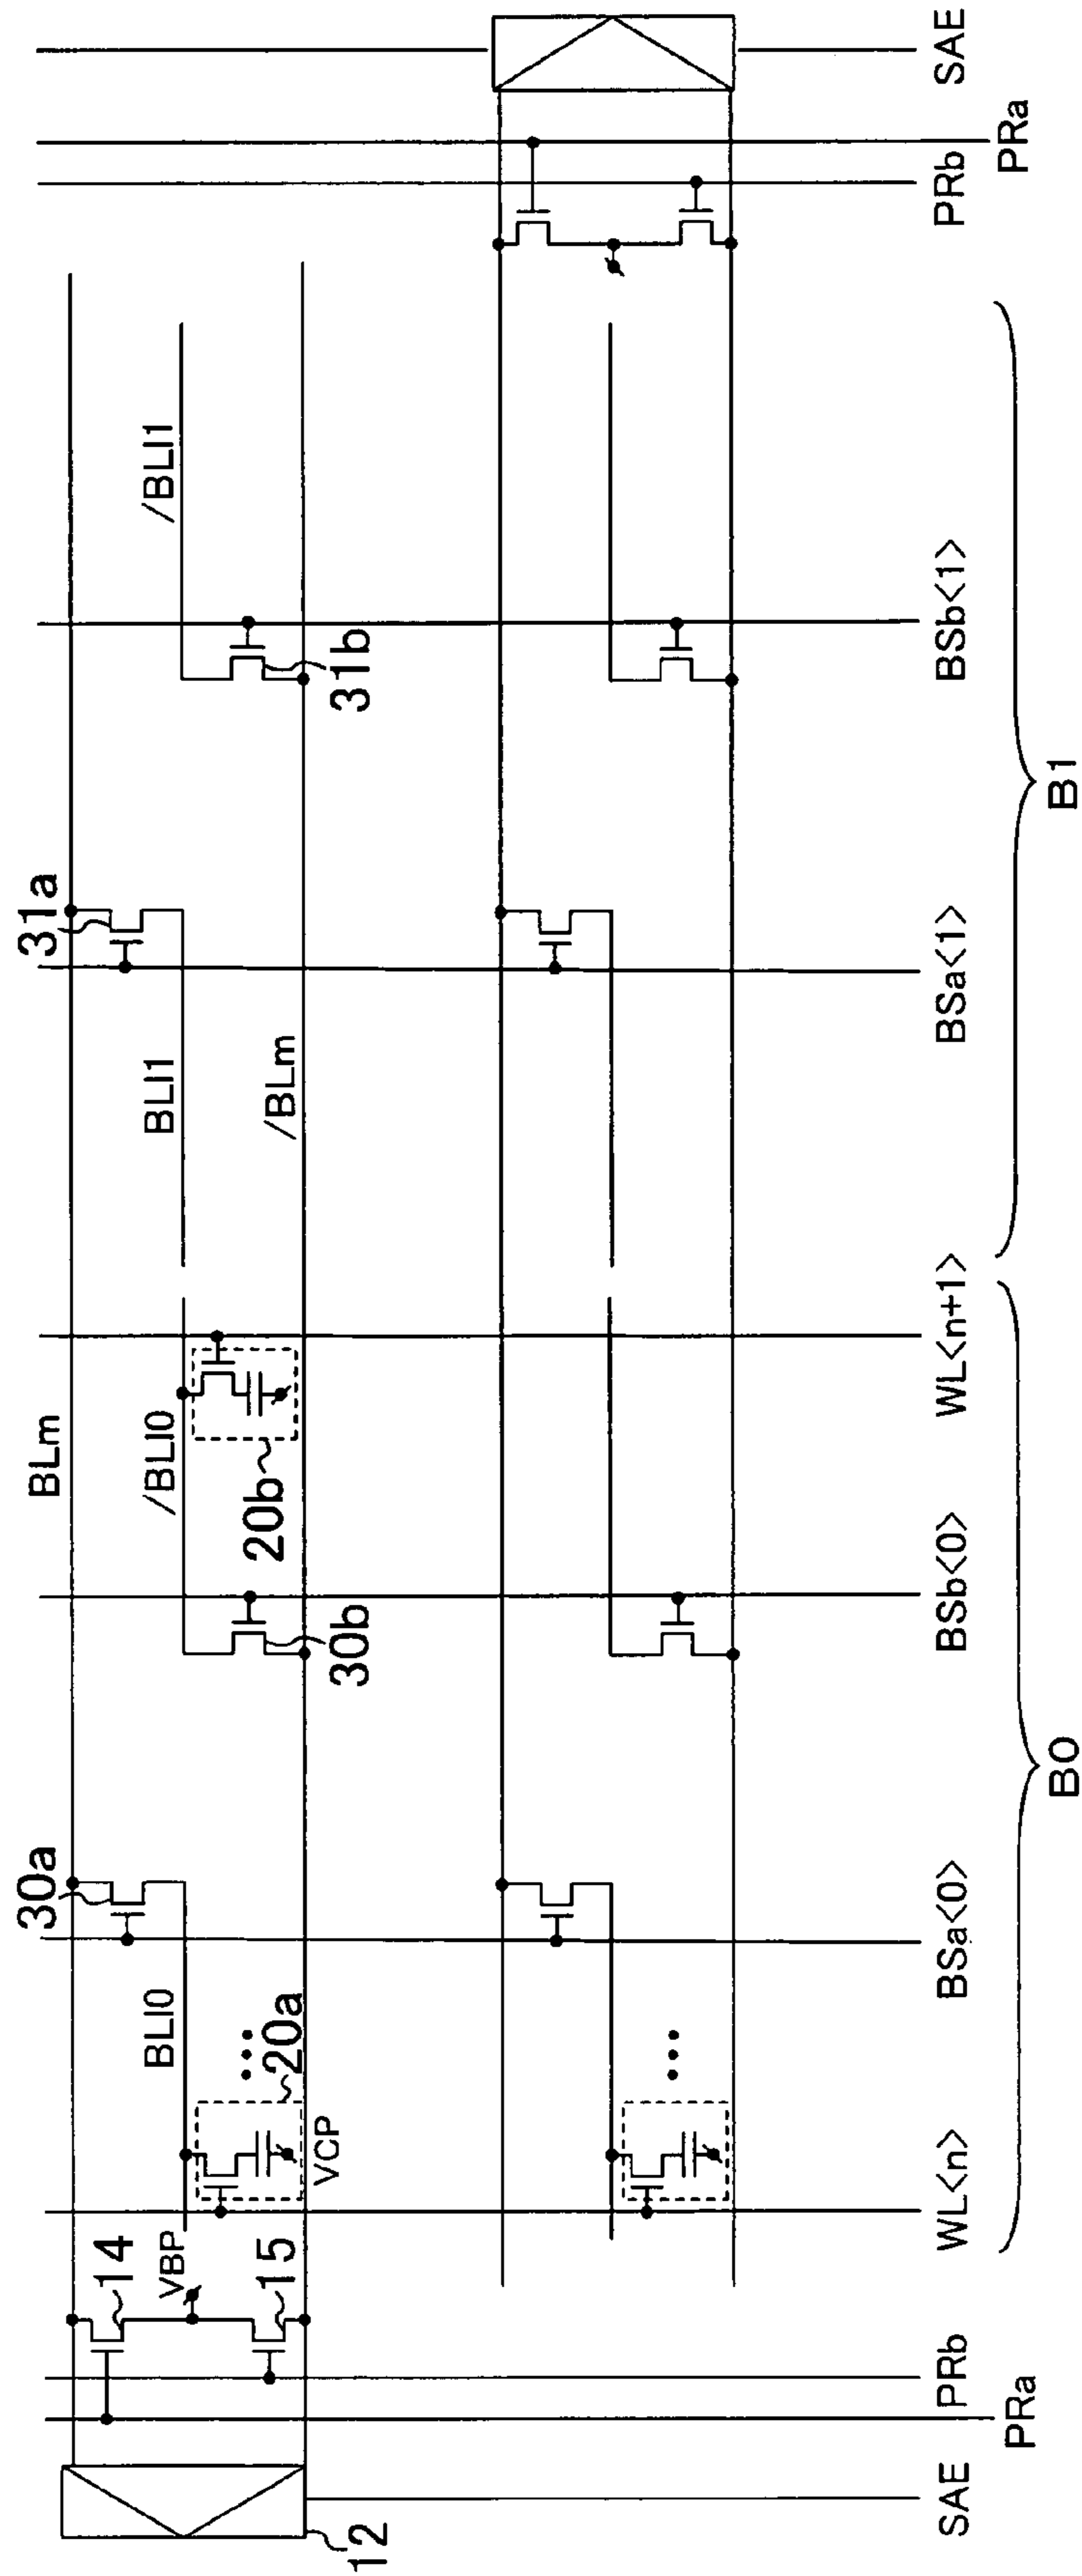 30a
BLm
31a
14
VBP
BLI0
/BLI0
BLI1
/BLI1
15
20a
20b
/BLm
VCP
30b
31b
12
SAE
PRb
WL<n>
BSa<0>
BSb<0>
WL<n+1>
BSa<1>
BSb<1>
PRb
SAE
PRa
PRa
B0
B1